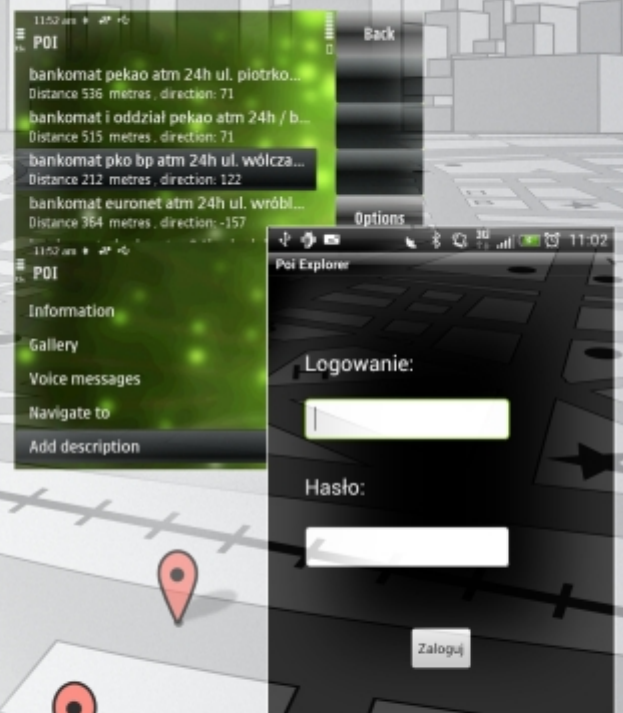 11:52 am
POI
Back
bankomat pekao atm 24h ul. piotrko...
Distance 536 metres , direction: 71
bankomat i oddział pekao atm 24h / b...
Distance 515 metres , direction: 71
bankomat pko bp atm 24h ul. wólcza...
Distance 212 metres , direction: 122
bankomat euronet atm 24h ul. wróbl...
Distance 364 metres , direction: -157
Options
11:52 am
POI
Information
Gallery
Voice messages
Navigate to
Add description
3G 11:02
Poi Explorer
Logowanie:
Hasło:
Zaloguj